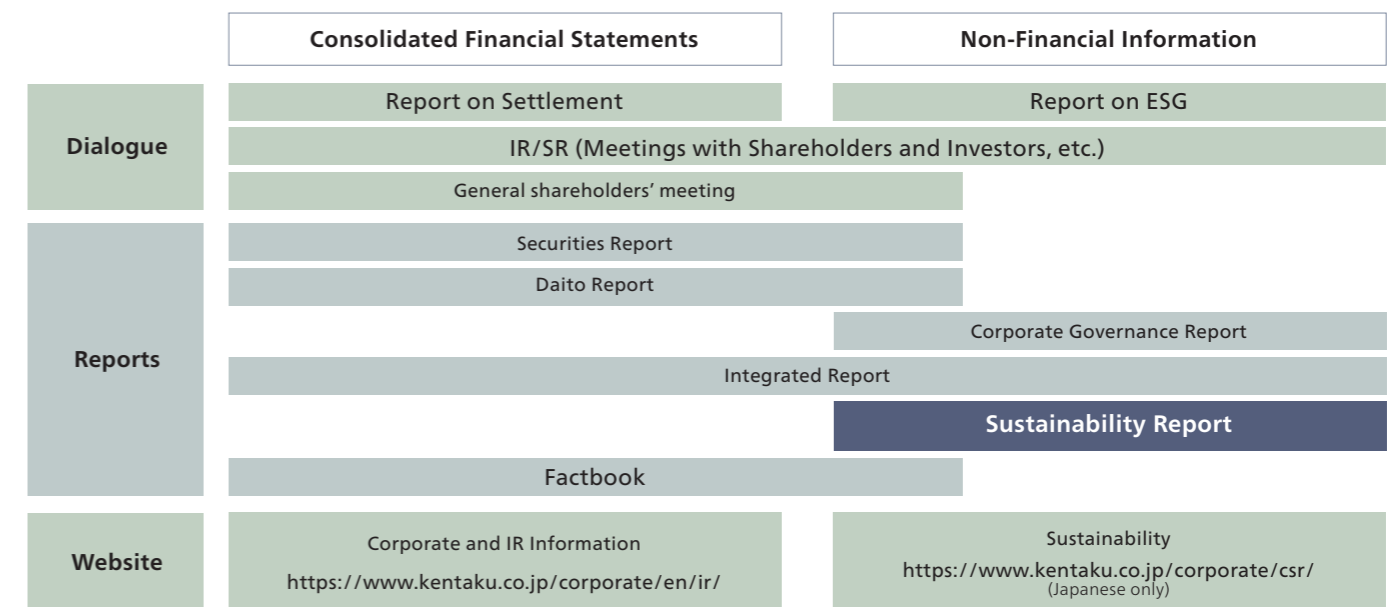 Consolidated Financial Statements
Non-Financial Information
Dialogue
Report on Settlement
Report on ESG
IR/SR (Meetings with Shareholders and Investors, etc.)
General shareholders’ meeting
Reports
Securities Report
Daito Report
Corporate Governance Report
Integrated Report
Sustainability Report
Factbook
Website
Corporate and IR Information
https://www.kentaku.co.jp/corporate/en/ir/
Sustainability
https://www.kentaku.co.jp/corporate/csr/
(Japanese only)